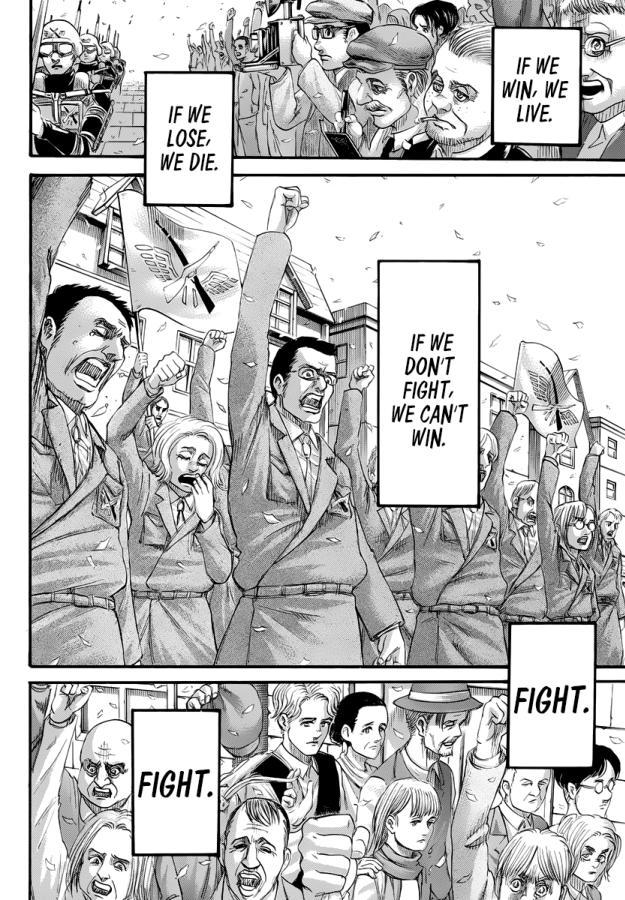 IF WE
WIN, WE
LIVE.
IF WE
LOSE,
WE DIE.
IF WE
DON'T
FIGHT,
WE CAN'T
WIN.
FIGHT.
FIGHT.